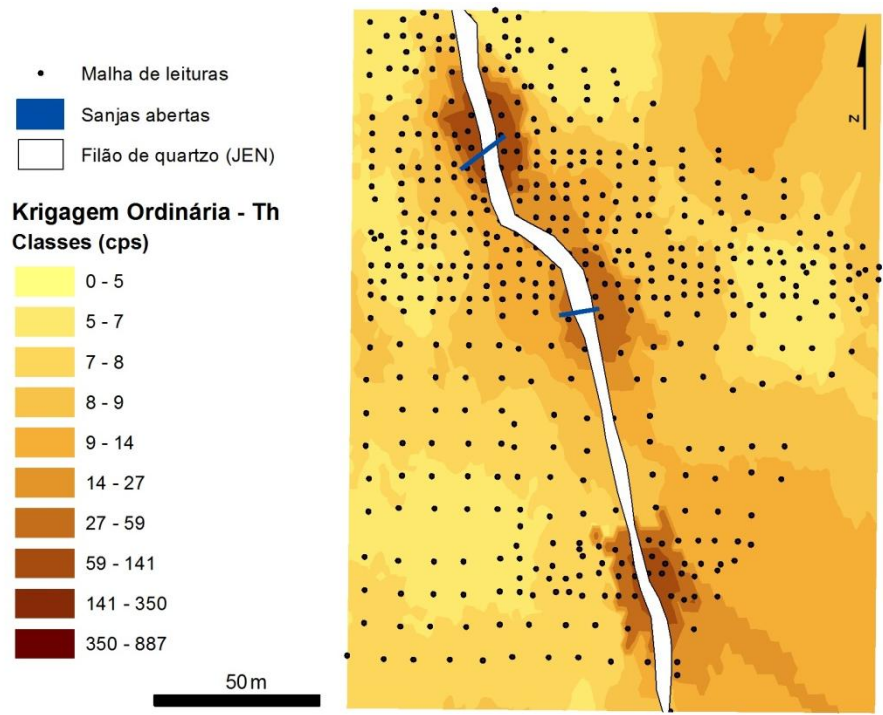 Malha de leituras
Sanjas abertas
Filão de quartzo (JEN)
Krigagem Ordinária - Th
Classes (cps)
0 - 5
5 - 7
7 - 8
8 - 9
9 - 14
14 - 27
27 - 59
59 - 141
141 - 350
350 - 887
50 m
N